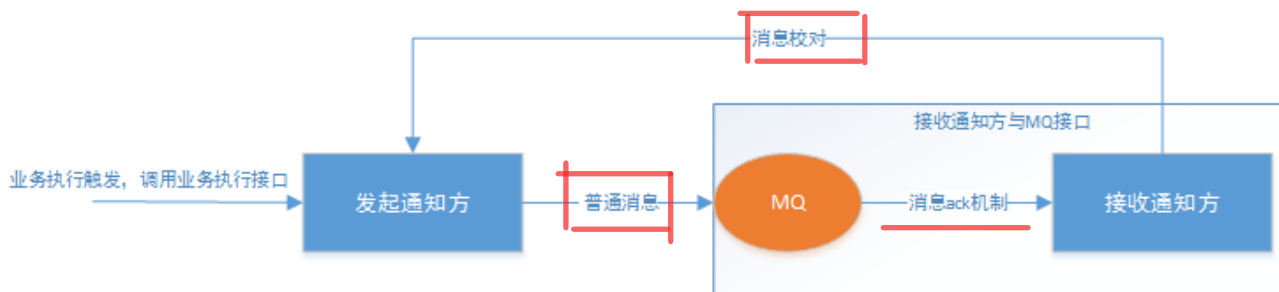 消息校对
接收通知方与MQ接口
业务执行触发，调用业务执行接口
发起通知方
普通消息
MQ
消息ack机制
接收通知方